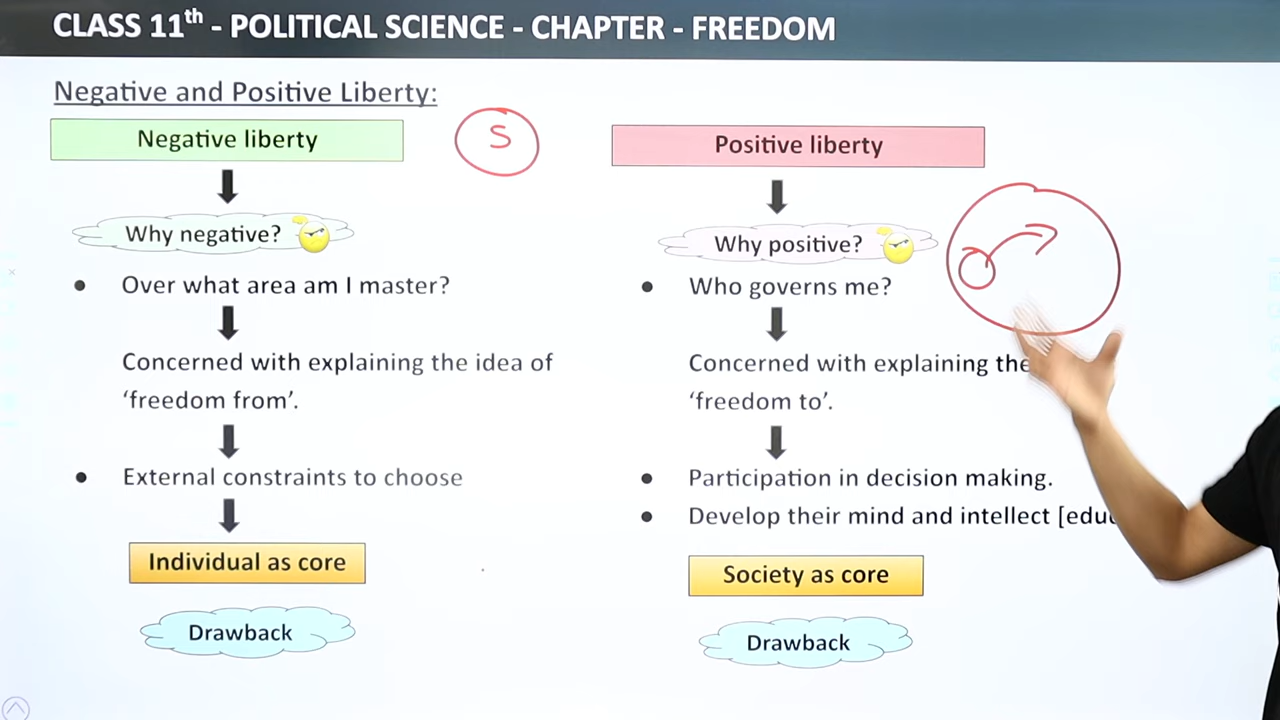 CLASS 11th - POLITICAL SCIENCE - CHAPTER - FREEDOM
Negative and Positive Liberty:
Negative liberty
Why negative?
Over what area am I master?
Concerned with explaining the idea of
‘freedom from’.
External constraints to choose
Individual as core
Drawback
S
Positive liberty
Why positive?
Who governs me?
Concerned with explaining the
‘freedom to’.
Participation in decision making.
Develop their mind and intellect
Society as core
Drawback